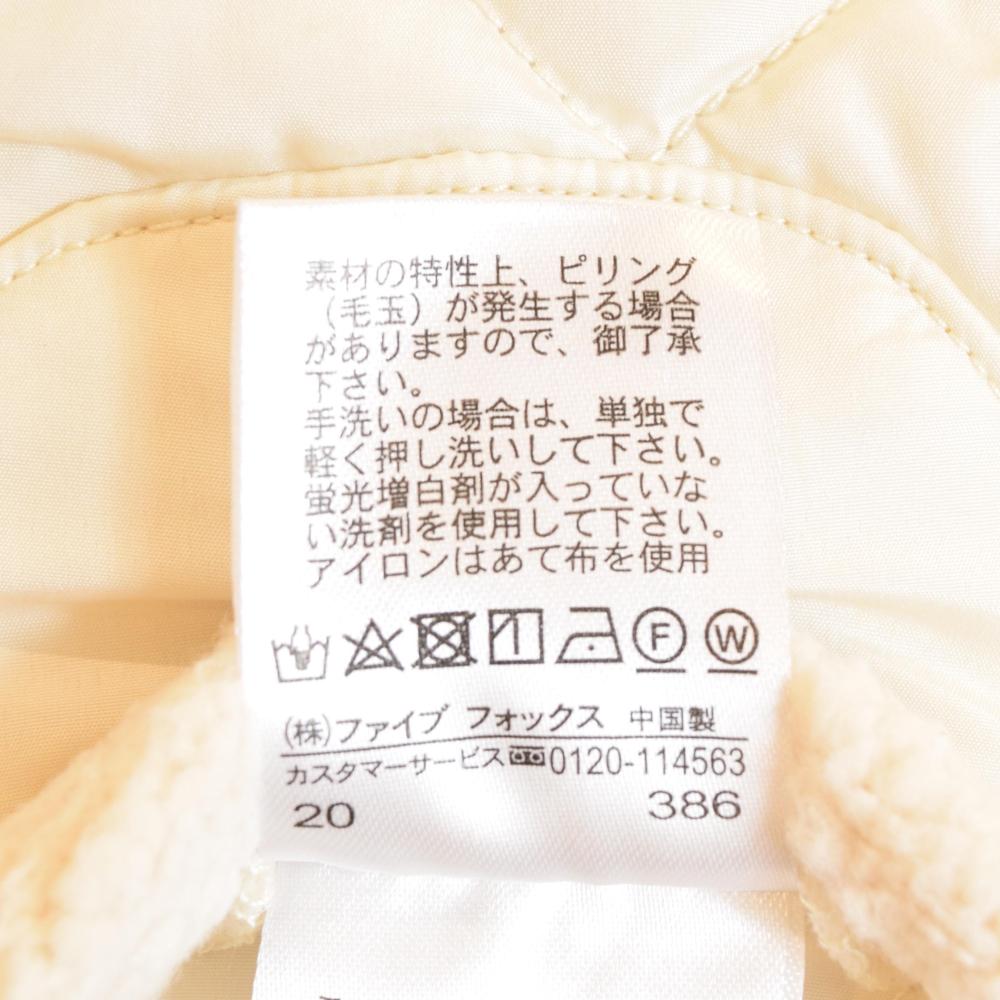 素材の特性上、ピリング
（毛玉）が発生する場合
がありますので、御了承
下さい。
手洗いの場合は、単独で
軽く押し洗いして下さい。
蛍光増白剤が入っていな
い洗剤を使用して下さい。
アイロンはあて布を使用
F W
(株)ファイブ フォックス 中国製
カスタマーサービス 0120-114563
20 386